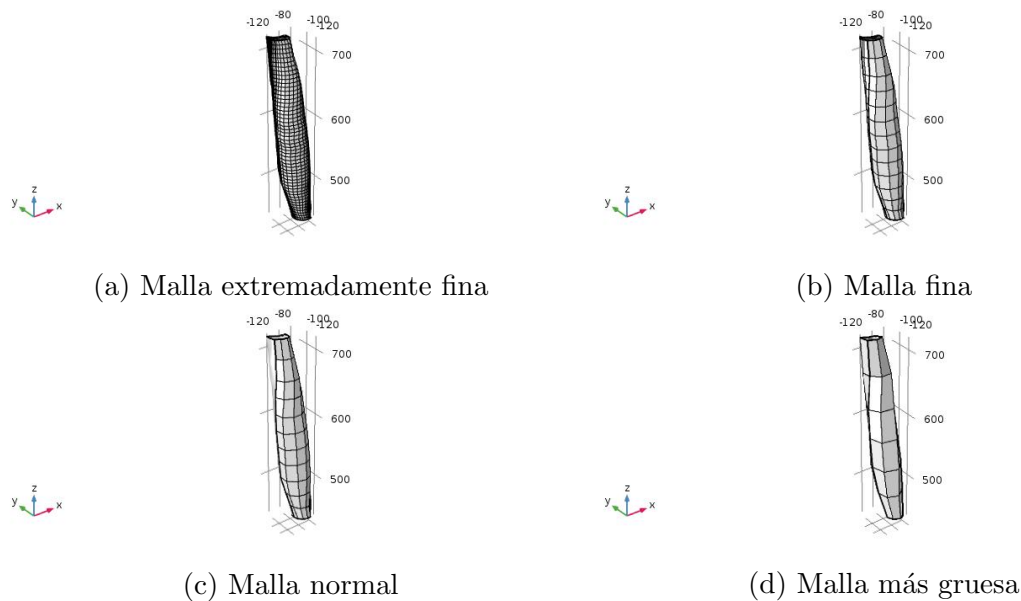 -120 -80 -100 -120
700
600
500
z
y x
(a) Malla extremadamente fina
-120 -80 -100 -120
700
600
500
z
y x
(b) Malla fina
-120 -80 -100 -120
700
600
500
z
y x
(c) Malla normal
-120 -80 -100 -120
700
600
500
z
y x
(d) Malla más gruesa